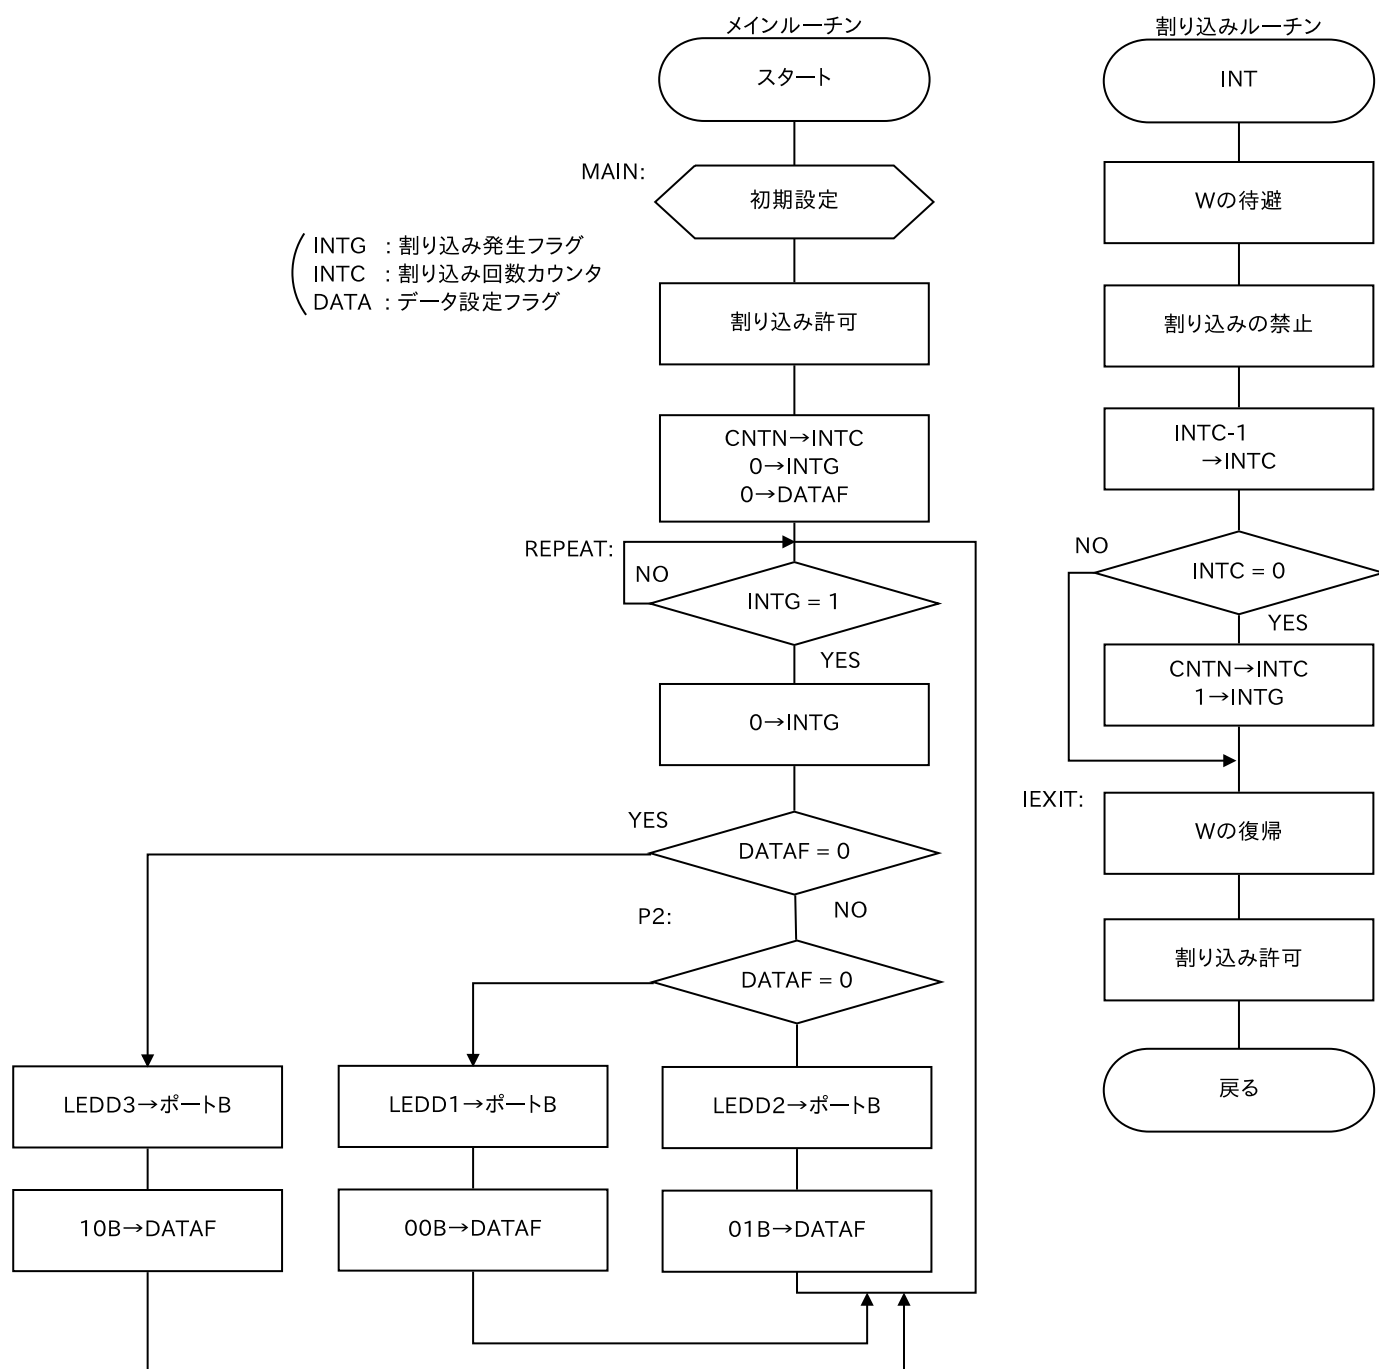 メインルーチン
スタート
MAIN:
初期設定
INTG : 割り込み発生フラグ
INTC : 割り込み回数カウンタ
DATA : データ設定フラグ
割り込み許可
CNTN→INTC
0→INTG
0→DATAF
REPEAT:
NO
INTG = 1
YES
0→INTG
YES
DATAF = 0
NO
P2:
DATAF = 0
LEDD3→ポートB
LEDD1→ポートB
LEDD2→ポートB
10B→DATAF
00B→DATAF
01B→DATAF
割り込みルーチン
INT
Wの待避
割り込みの禁止
INTC-1
→INTC
NO
INTC = 0
YES
CNTN→INTC
1→INTG
IEXIT:
Wの復帰
割り込み許可
戻る